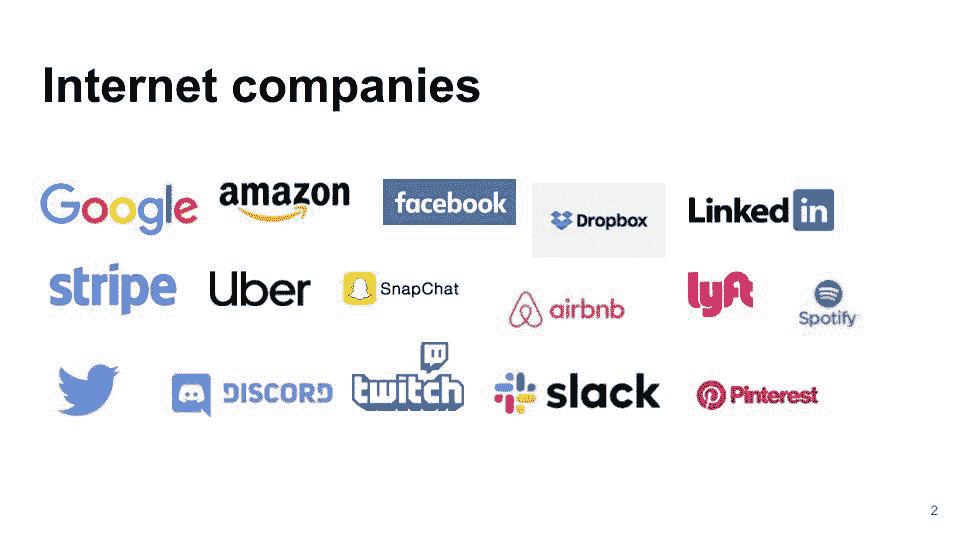 Internet companies
Google amazon facebook Dropbox Linked in
stripe Uber SnapChat airbnb lyft Spotify
DISCORD twitch slack Pinterest
2